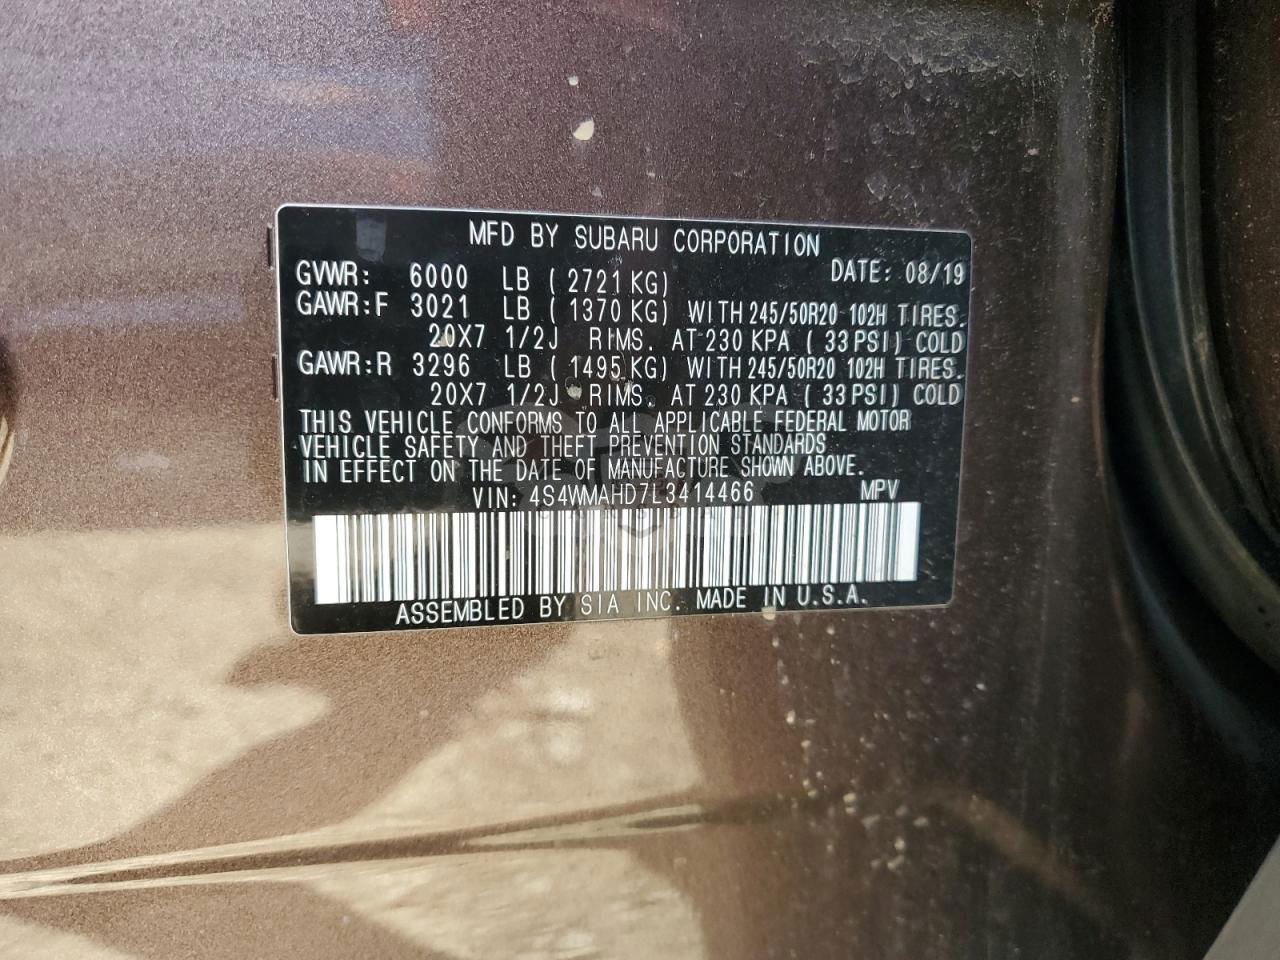 MFD BY SUBARU CORPORATION
GVWR: 6000 LB ( 2721 KG) DATE: 08/19
GAWR:F 3021 LB ( 1370 KG) WITH 245/50R20 102H TIRES.
20X7 1/2J RIMS. AT 230 KPA ( 33 PSI) COLD
GAWR:R 3296 LB ( 1495 KG) WITH 245/50R20 102H TIRES.
20X7 1/2J RIMS. AT 230 KPA ( 33 PSI) COLD
THIS VEHICLE CONFORMS TO ALL APPLICABLE FEDERAL MOTOR
VEHICLE SAFETY AND THEFT PREVENTION STANDARDS
IN EFFECT ON THE DATE OF MANUFACTURE SHOWN ABOVE.
VIN: 4S4WMAHD7L3414466 MPV
ASSEMBLED BY SIA INC. MADE IN U.S.A.